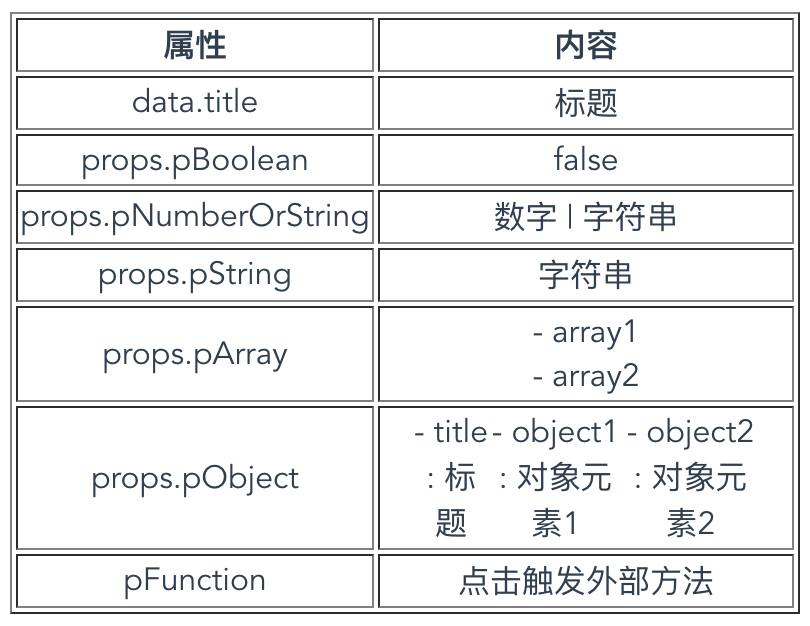 属性 内容
data.title 标题
props.pBoolean false
props.pNumberOrString 数字 | 字符串
props.pString 字符串
props.pArray
- array1
- array2
props.pObject
- title - object1 - object2
: 标 : 对象元 : 对象元
题 素1 素2
pFunction 点击触发外部方法